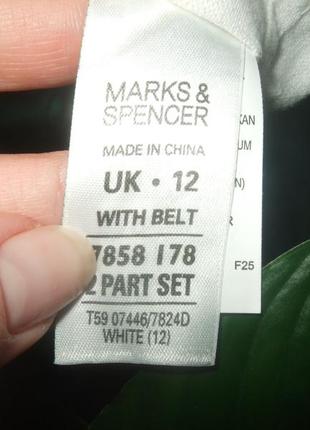 MARKS &
SPENCER
MADE IN CHINA
UK • 12
WITH BELT
7858 178
2 PART SET
T59 07446/7824D
WHITE (12)
F25